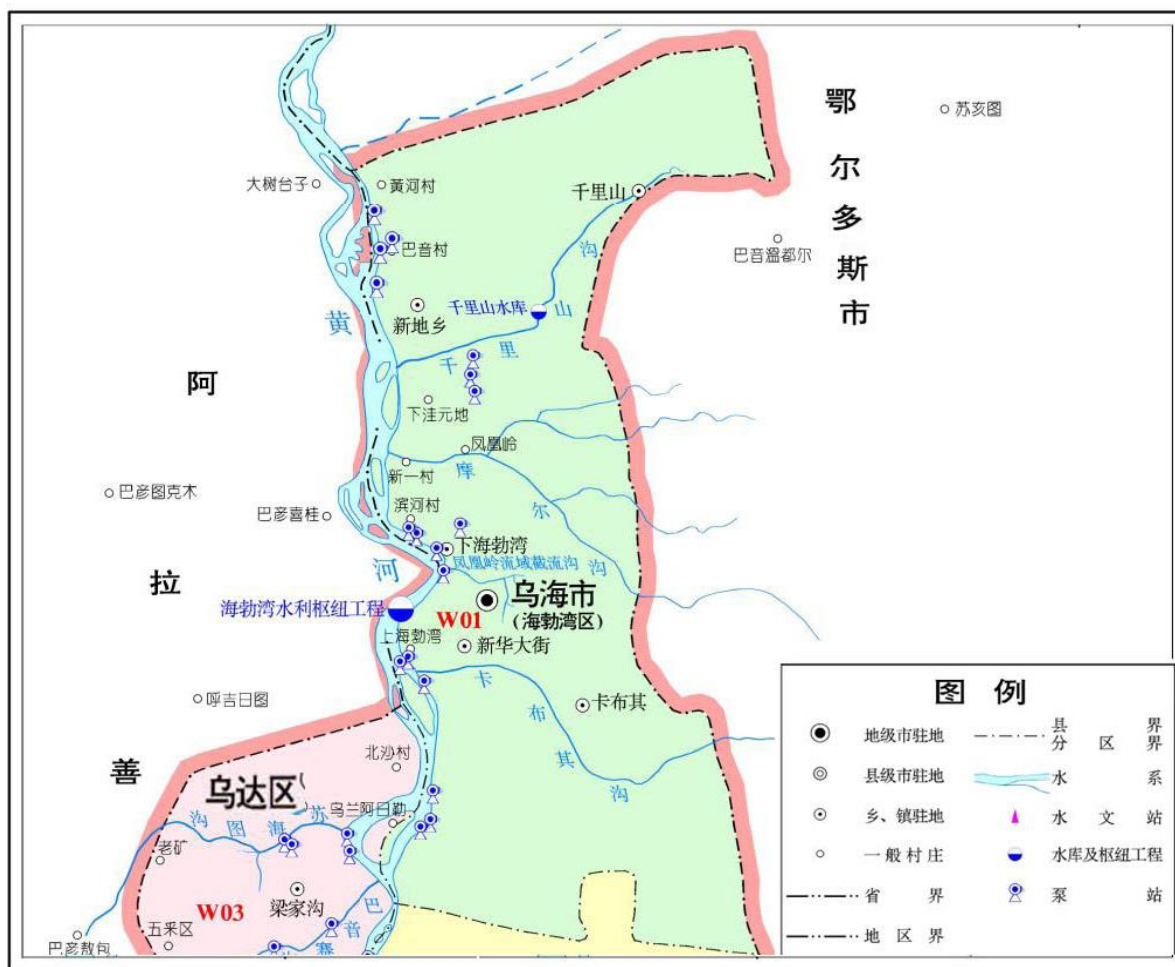 鄂尔多斯市
苏亥图
大树台子
黄河村
千里山
巴音村
巴音温都尔
千里山水库
新地乡
黄河
千里山沟
阿拉善
下洼元地
凤凰岭
新一村
摩尔沟
巴彦图克木
滨河村
巴彦喜桂
下海勃湾
凤凰岭流域截流沟
乌海市
(海勃湾区)
海勃湾水利枢纽工程
W01
上海勃湾
新华大街
卡布其沟
卡布其
呼吉日图
北沙村
乌达区
乌兰阿日勒
沟图海苏
老矿
梁家沟
W03
五采区
巴彦敖包
巴音赛
图 例
地级市驻地
县级市驻地
乡、镇驻地
一般村庄
省界
地区界
县界
分区界
水系
水文站
水库及枢纽工程
泵站